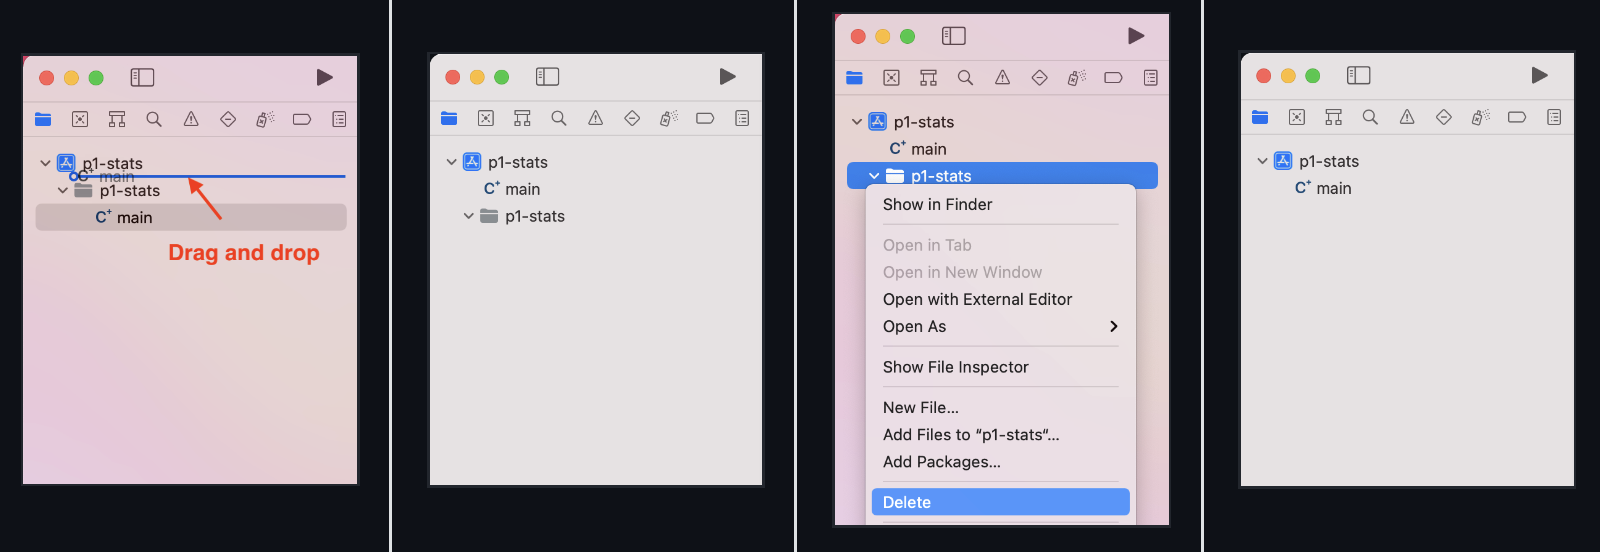 p1-stats
C+ main
p1-stats
C+ main
Drag and drop
p1-stats
C+ main
p1-stats
p1-stats
C+ main
p1-stats
Show in Finder
Open in Tab
Open in New Window
Open with External Editor
Open As
Show File Inspector
New File...
Add Files to “p1-stats“...
Add Packages...
Delete
p1-stats
C+ main